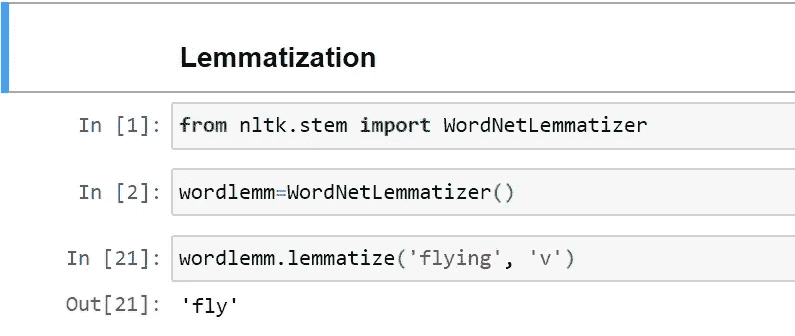 Lemmatization
In [1]: from nltk.stem import WordNetLemmatizer
In [2]: wordlemm=WordNetLemmatizer()
In [21]: wordlemm.lemmatize('flying', 'v')
Out[21]: 'fly'